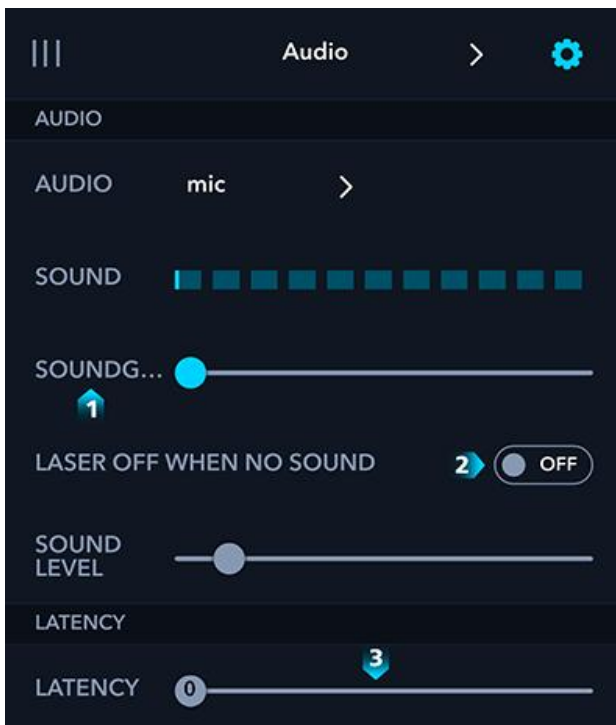 Audio
AUDIO
AUDIO mic
SOUND
SOUNDG...
1
LASER OFF WHEN NO SOUND 2 OFF
SOUND
LEVEL
LATENCY
3
LATENCY 0